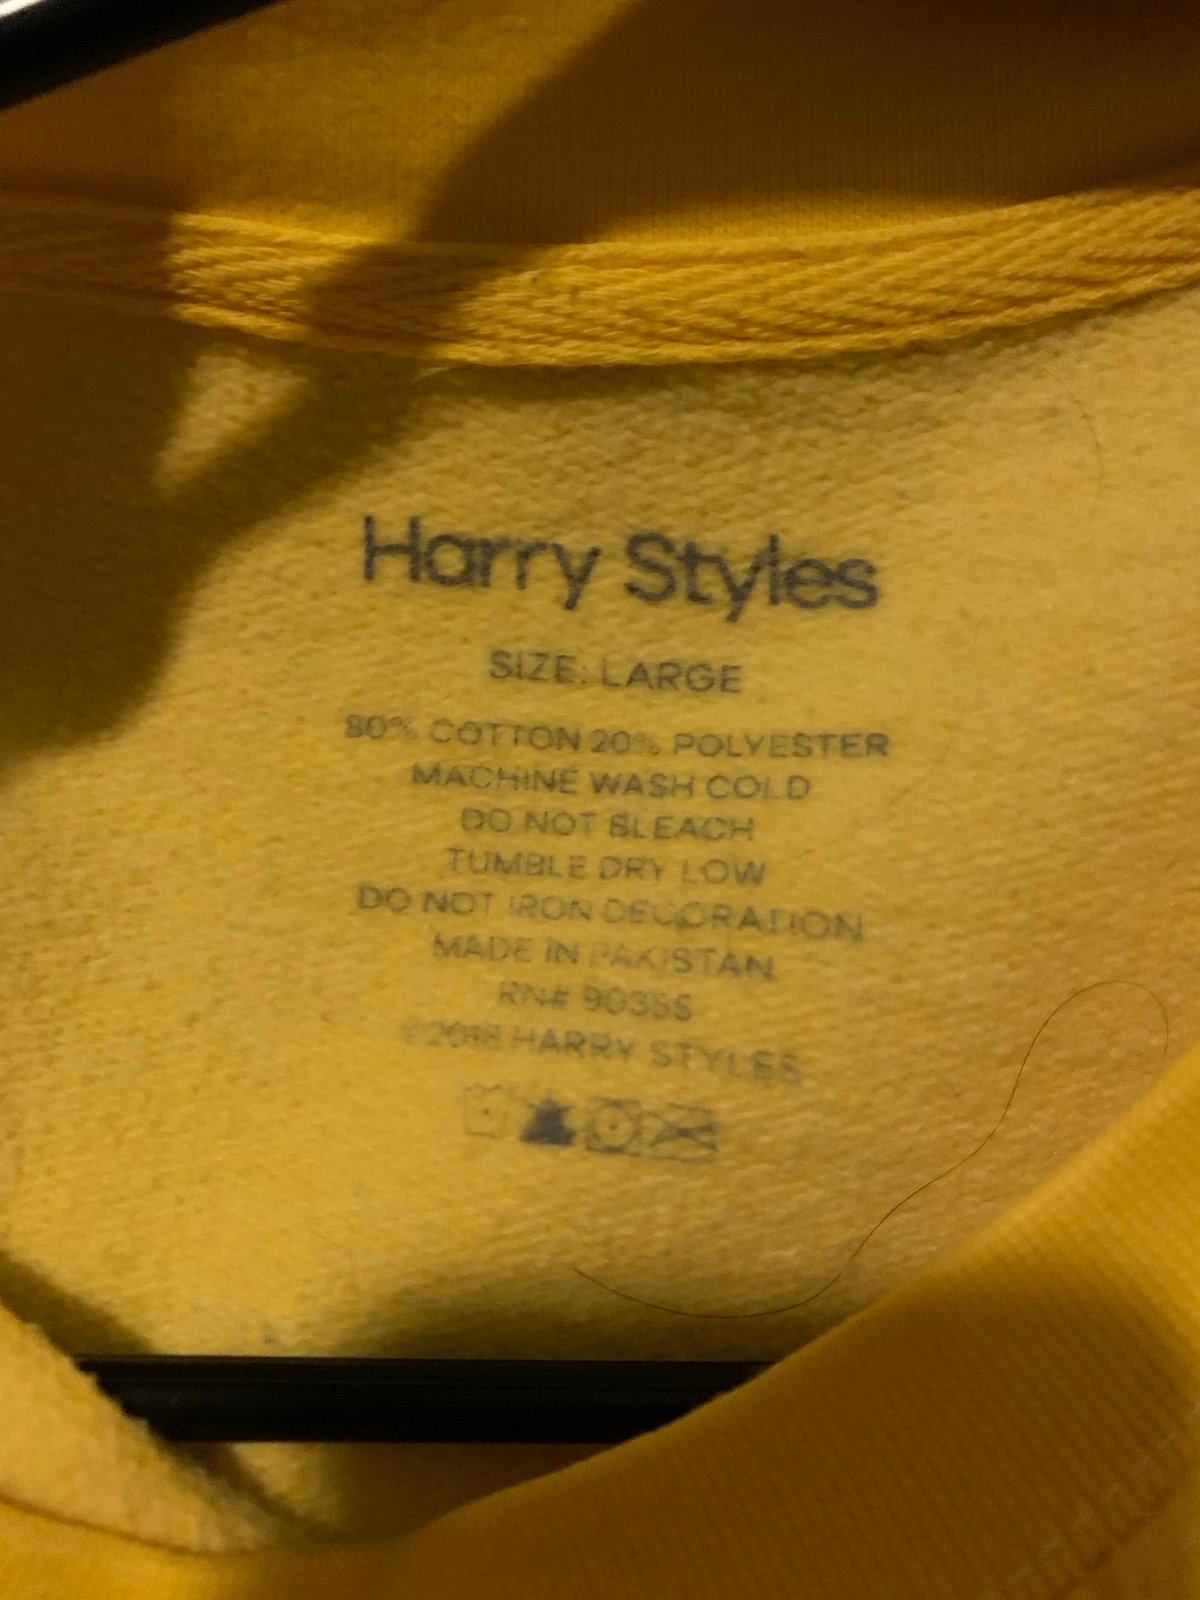 Harry Styles
SIZE: LARGE
80% COTTON 20% POLYESTER
MACHINE WASH COLD
DO NOT BLEACH
TUMBLE DRY LOW
DO NOT IRON DECORATION
MADE IN PAKISTAN
RN#
©2018 HARRY STYLES